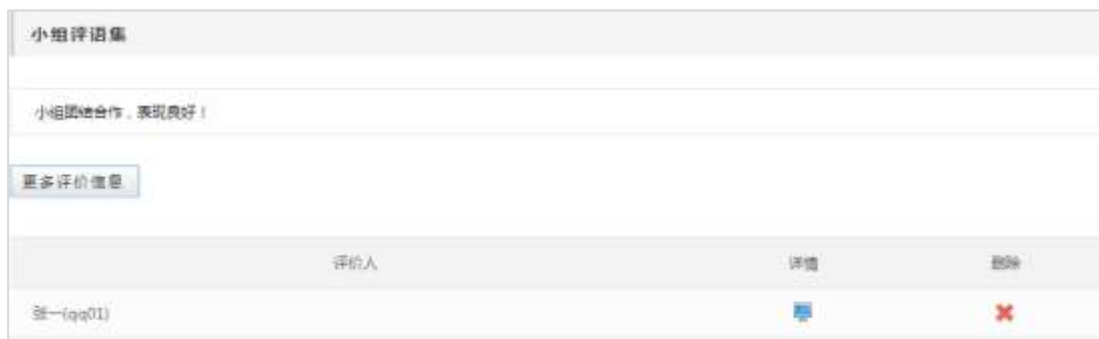 小组评语集
小组团结合作，表现良好！
更多评价信息
评价人 详情 删除
张一(qq01)